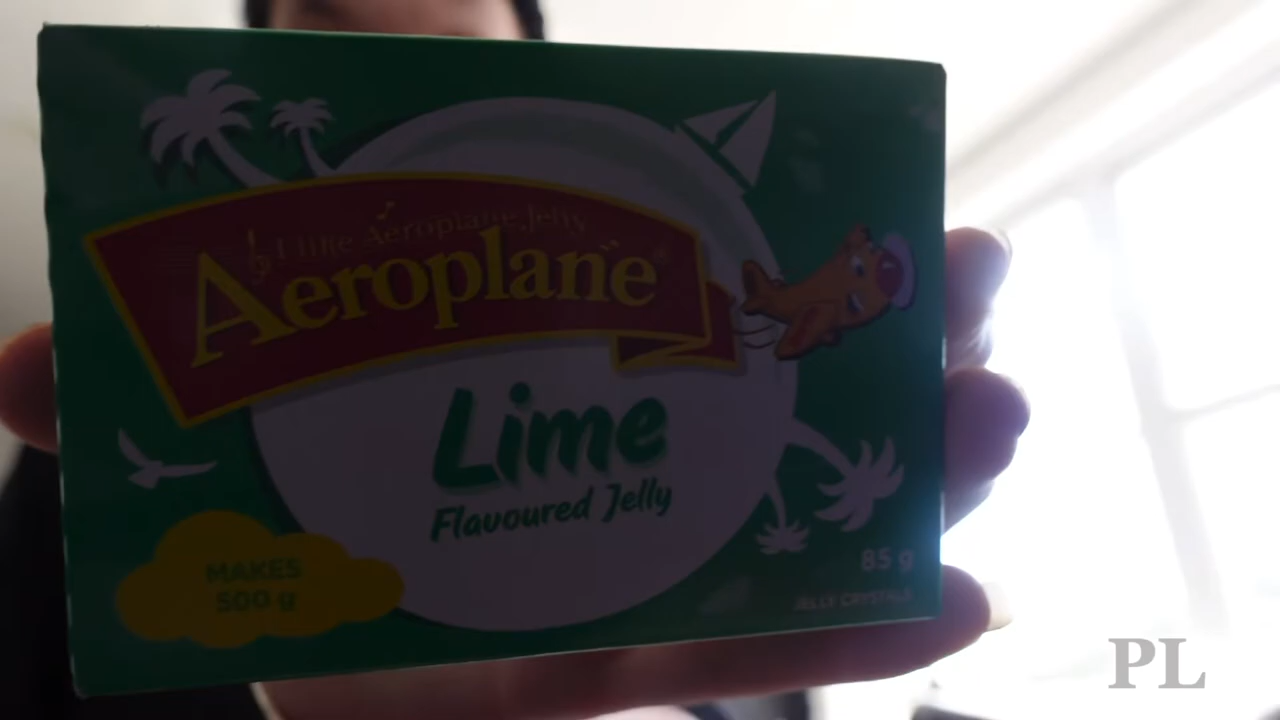 I like Aeroplane Jelly
Aeroplane
Lime
Flavoured Jelly
MAKES
500 g
85 g
JELLY CRYSTALS
PL